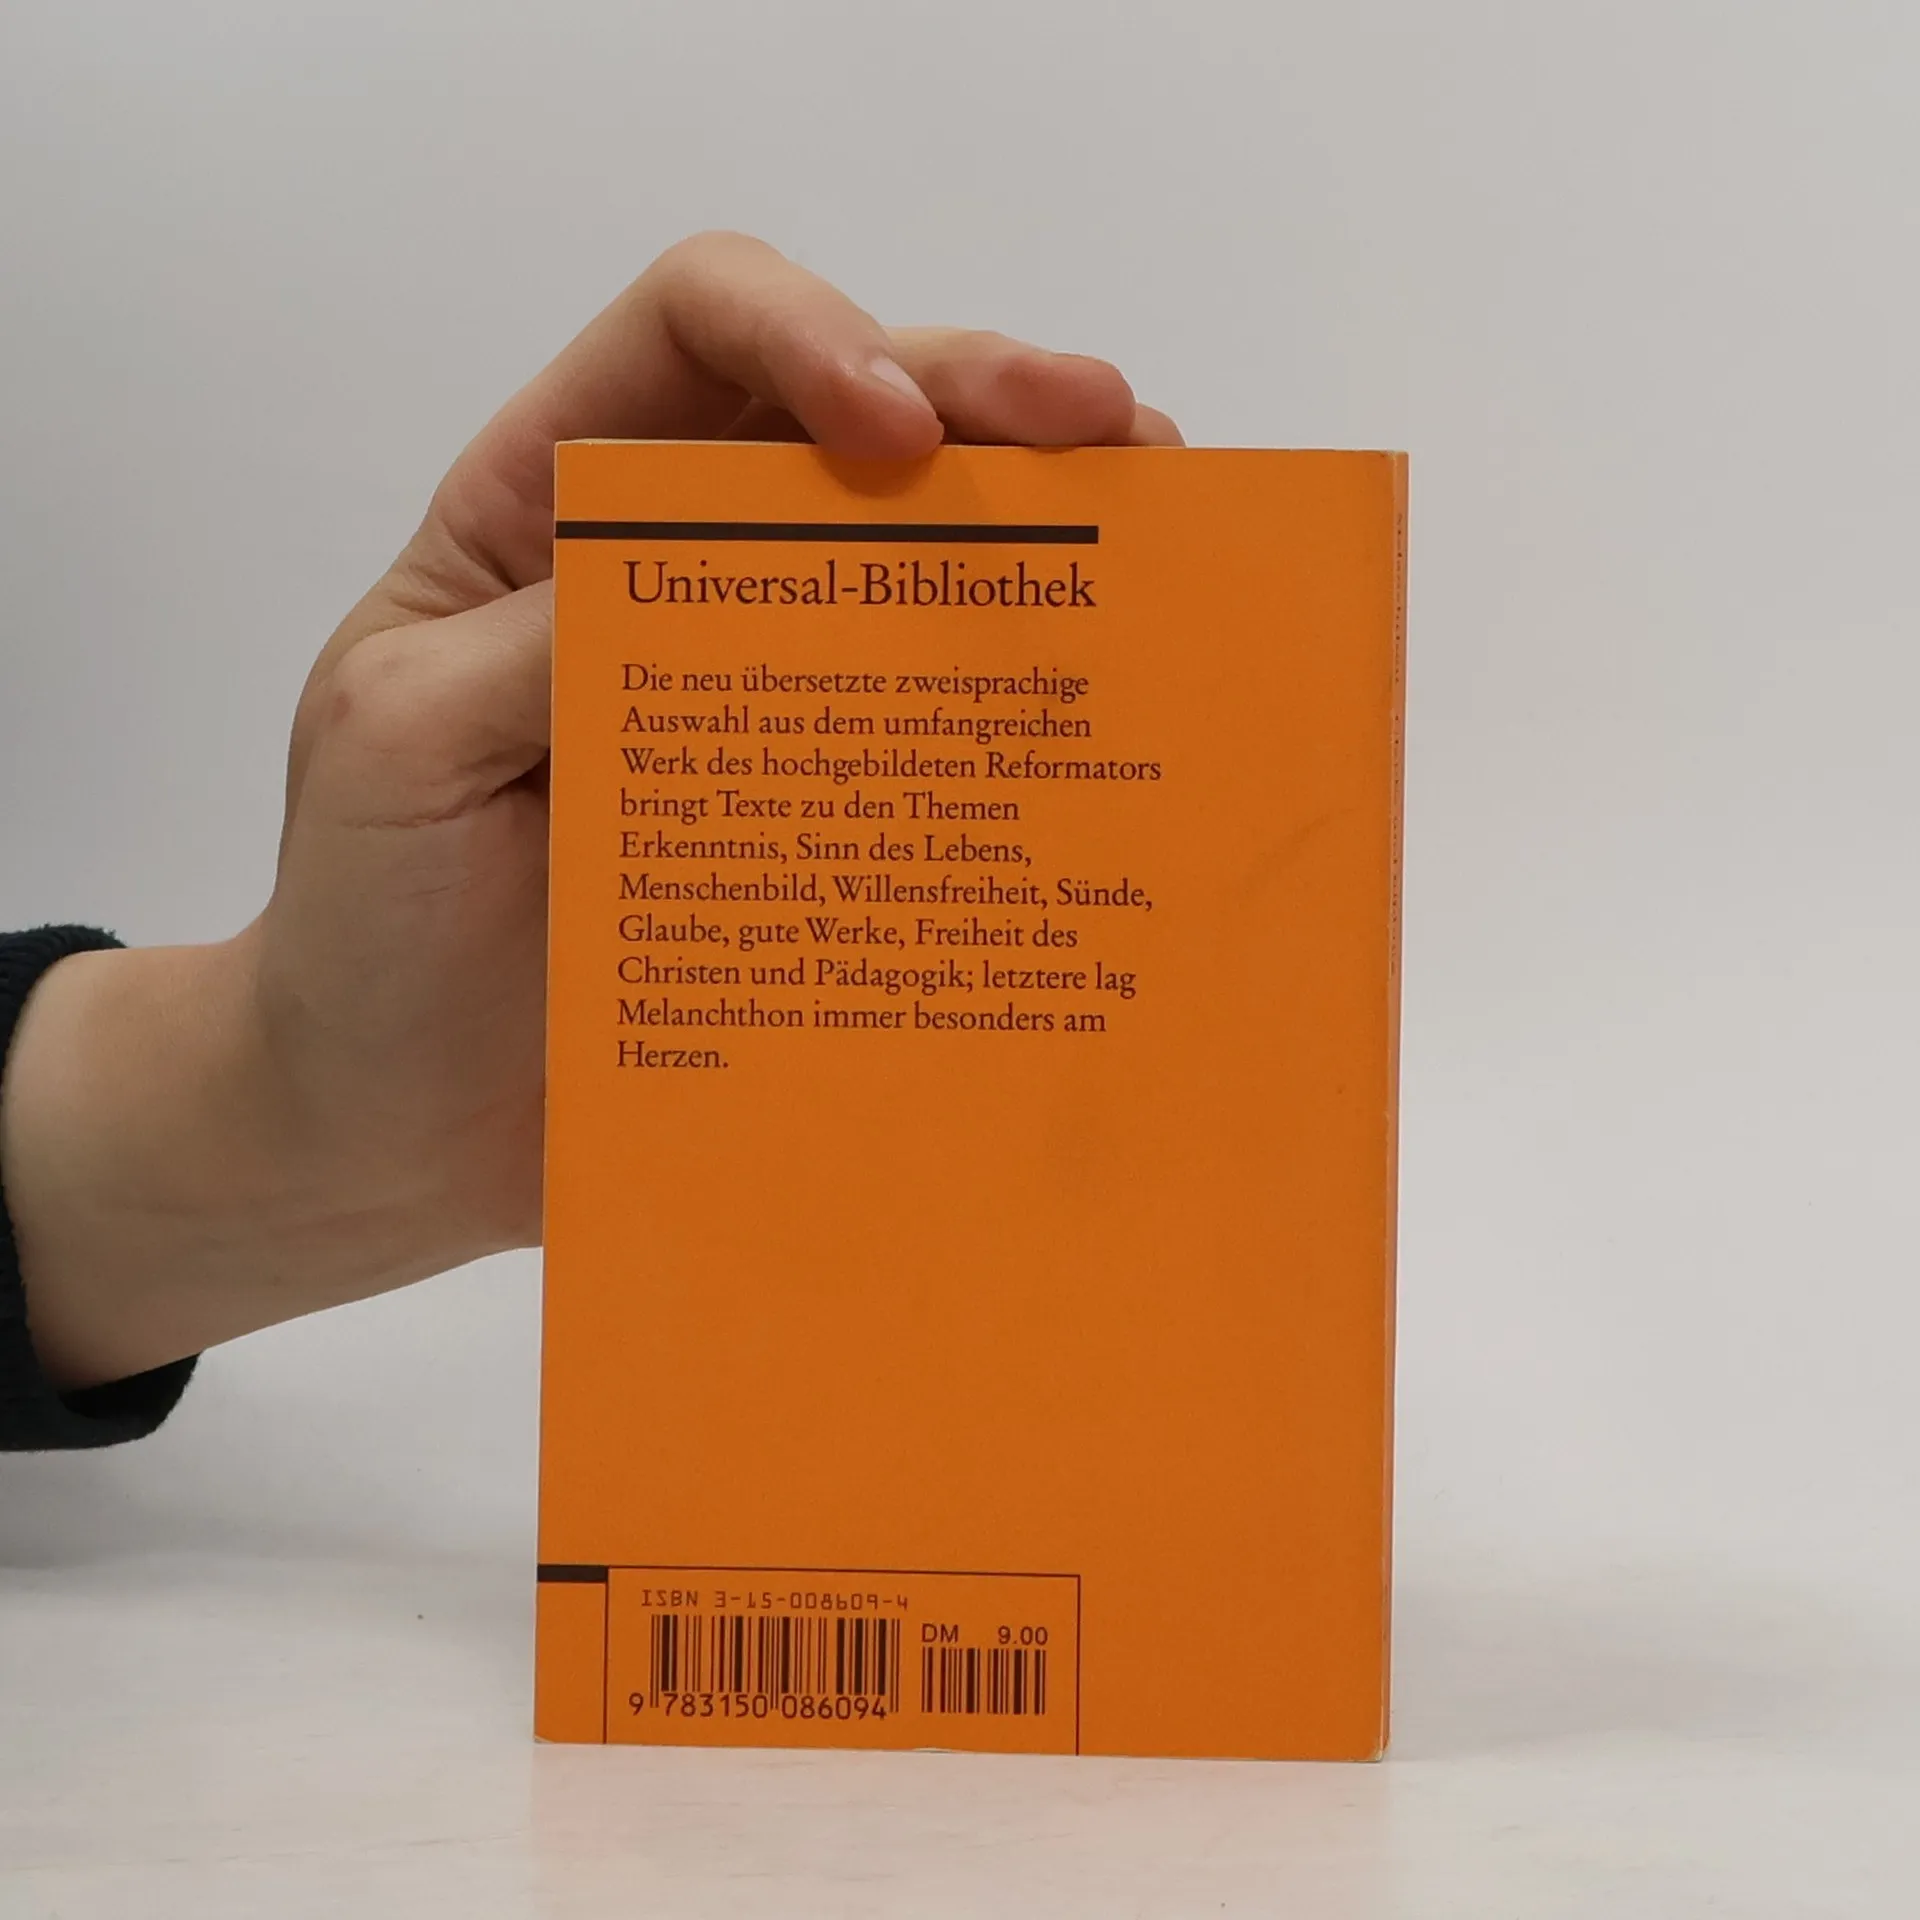 Universal-Bibliothek
Die neu übersetzte zweisprachige
Auswahl aus dem umfangreichen
Werk des hochgebildeten Reformators
bringt Texte zu den Themen
Erkenntnis, Sinn des Lebens,
Menschenbild, Willensfreiheit, Sünde,
Glaube, gute Werke, Freiheit des
Christen und Pädagogik; letztere lag
Melanchthon immer besonders am
Herzen.
ISBN 3-15-008609-4
DM 9.00
9 783150 086094